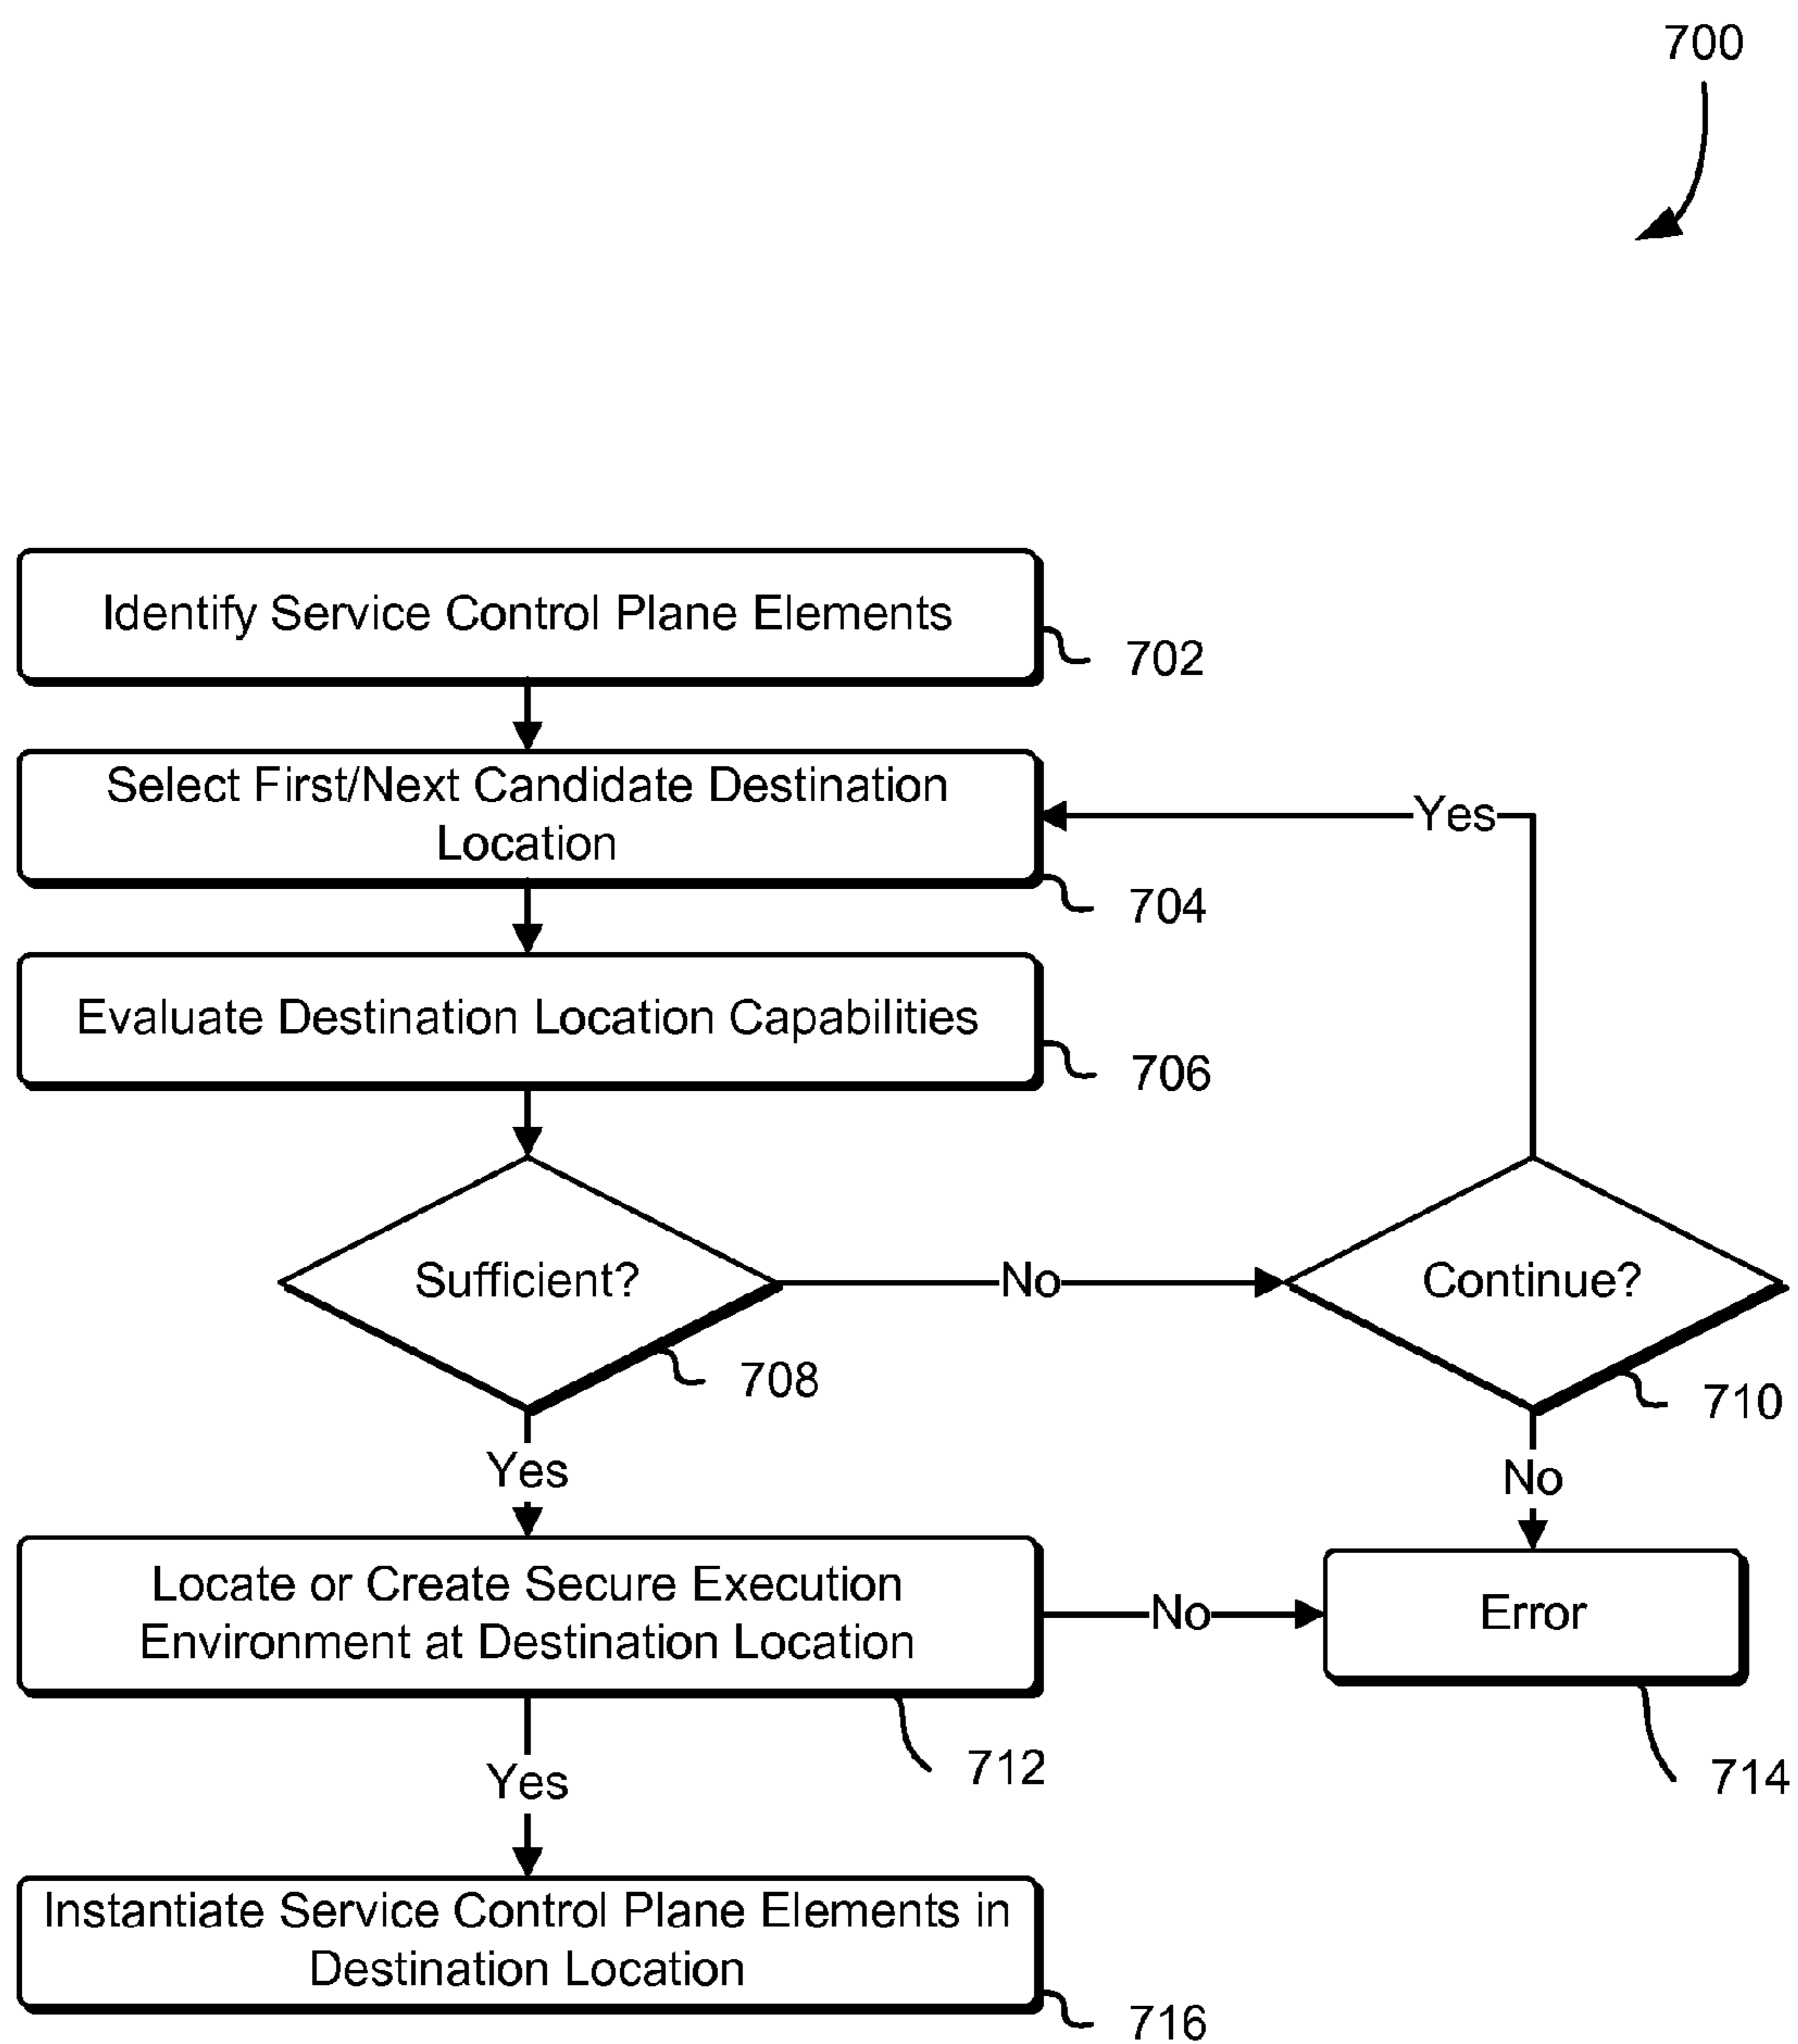 700
Identify Service Control Plane Elements
702
Select First/Next Candidate Destination
Location
Yes
704
Evaluate Destination Location Capabilities
706
Sufficient?
No
Continue?
708
710
Yes
No
Locate or Create Secure Execution
Environment at Destination Location
No
Error
712
714
Yes
Instantiate Service Control Plane Elements in
Destination Location
716